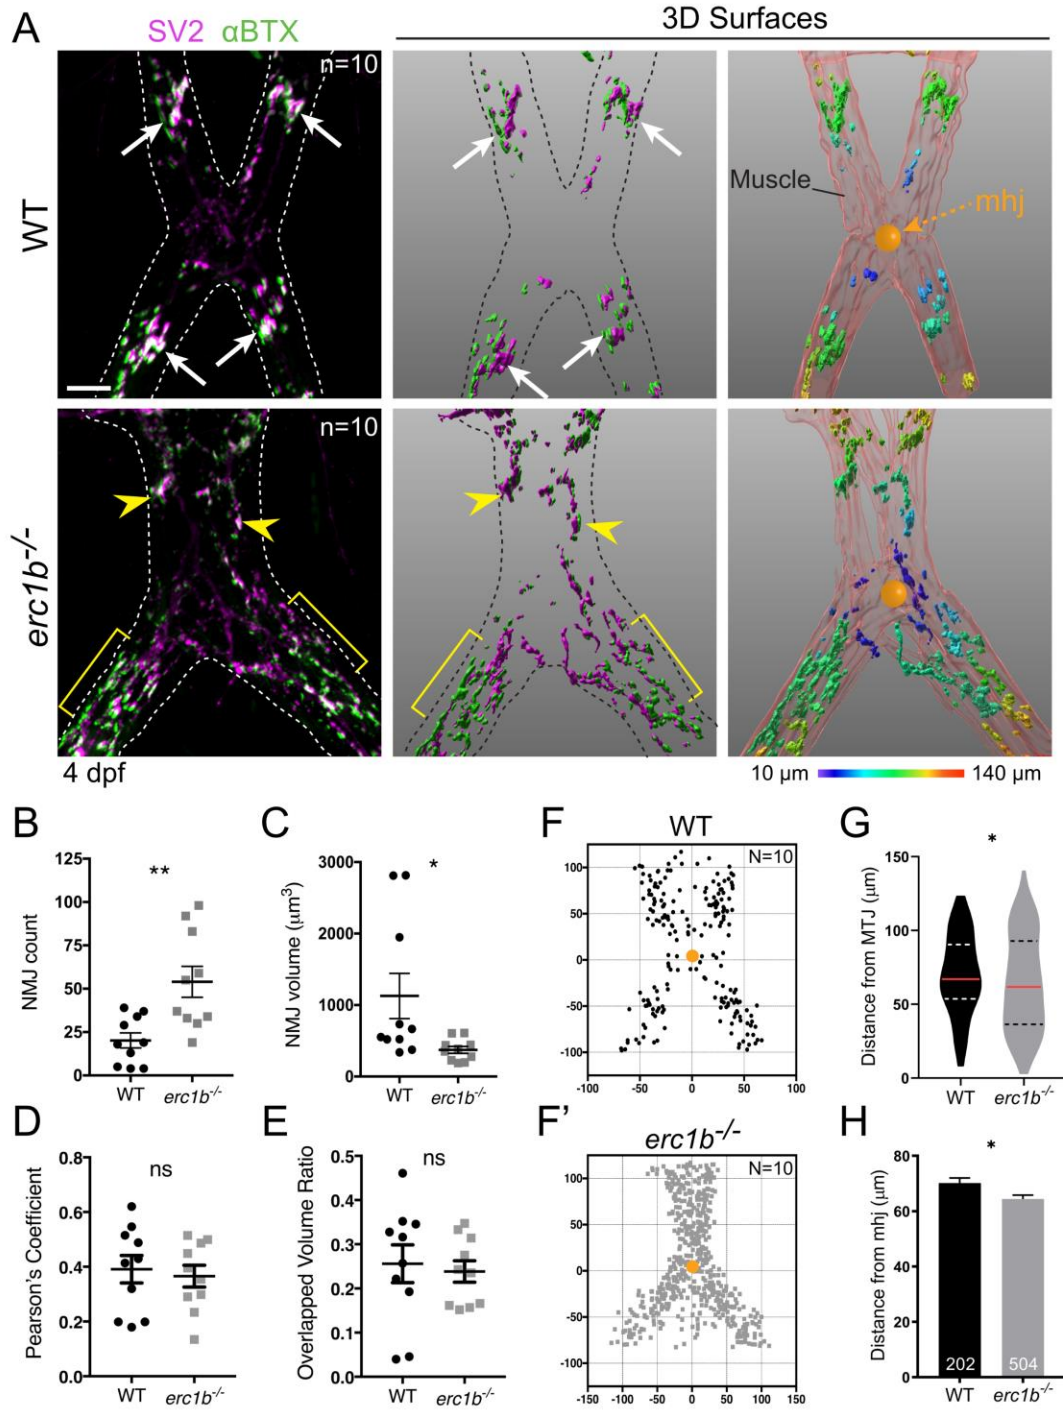 A
SV2 αBTX
3D Surfaces
WT
n=10
Muscle
mhj
erc1b-/-
n=10
4 dpf
10 µm
140 µm
B
NMJ count
125
100
75
50
25
0
**
WT
erc1b-/-
C
NMJ volume (µm3)
3000
2000
1000
0
*
WT
erc1b-/-
F
WT
N=10
100
50
0
-50
-100
-100
-50
0
50
100
G
Distance from MTJ (µm)
150
100
50
0
*
WT
erc1b-/-
D
Pearson's Coefficient
0.8
0.6
0.4
0.2
0.0
ns
WT
erc1b-/-
E
Overlapped Volume Ratio
0.5
0.4
0.3
0.2
0.1
0.0
ns
WT
erc1b-/-
F'
erc1b-/-
N=10
100
50
0
-50
-100
-150
-100
-50
0
50
100
150
H
Distance from mhj (µm)
80
60
40
20
0
*
202
504
WT
erc1b-/-